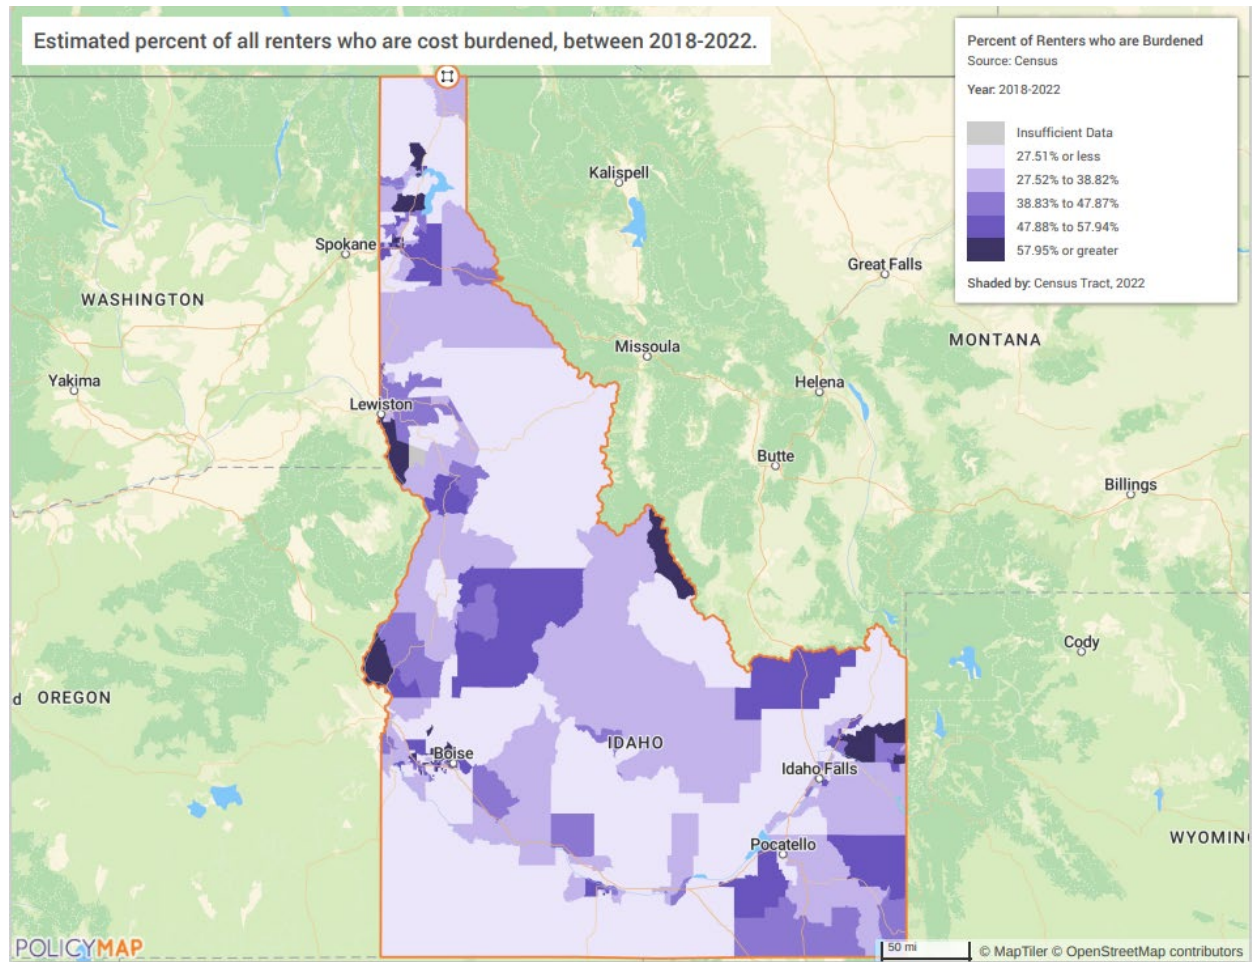 Estimated percent of all renters who are cost burdened, between 2018-2022.
Percent of Renters who are Burdened
Source: Census
Year: 2018-2022
Insufficient Data
27.51% or less
27.52% to 38.82%
38.83% to 47.87%
47.88% to 57.94%
57.95% or greater
Shaded by: Census Tract, 2022
Kalispell
Spokane
Great Falls
WASHINGTON
MONTANA
Missoula
Yakima
Helena
Lewiston
Butte
Billings
Cody
d OREGON
IDAHO
Boise
Idaho Falls
WYOMIN
Pocatello
POLICYMAP
50 mi
© MapTiler © OpenStreetMap contributors